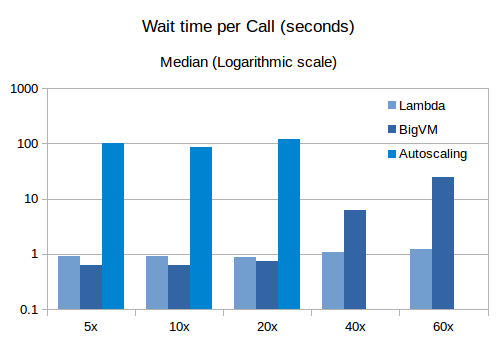 Wait time per Call (seconds)
Median (Logarithmic scale)
1000
100
10
1
0.1
Lambda
BigVM
Autoscaling
5x 10x 20x 40x 60x